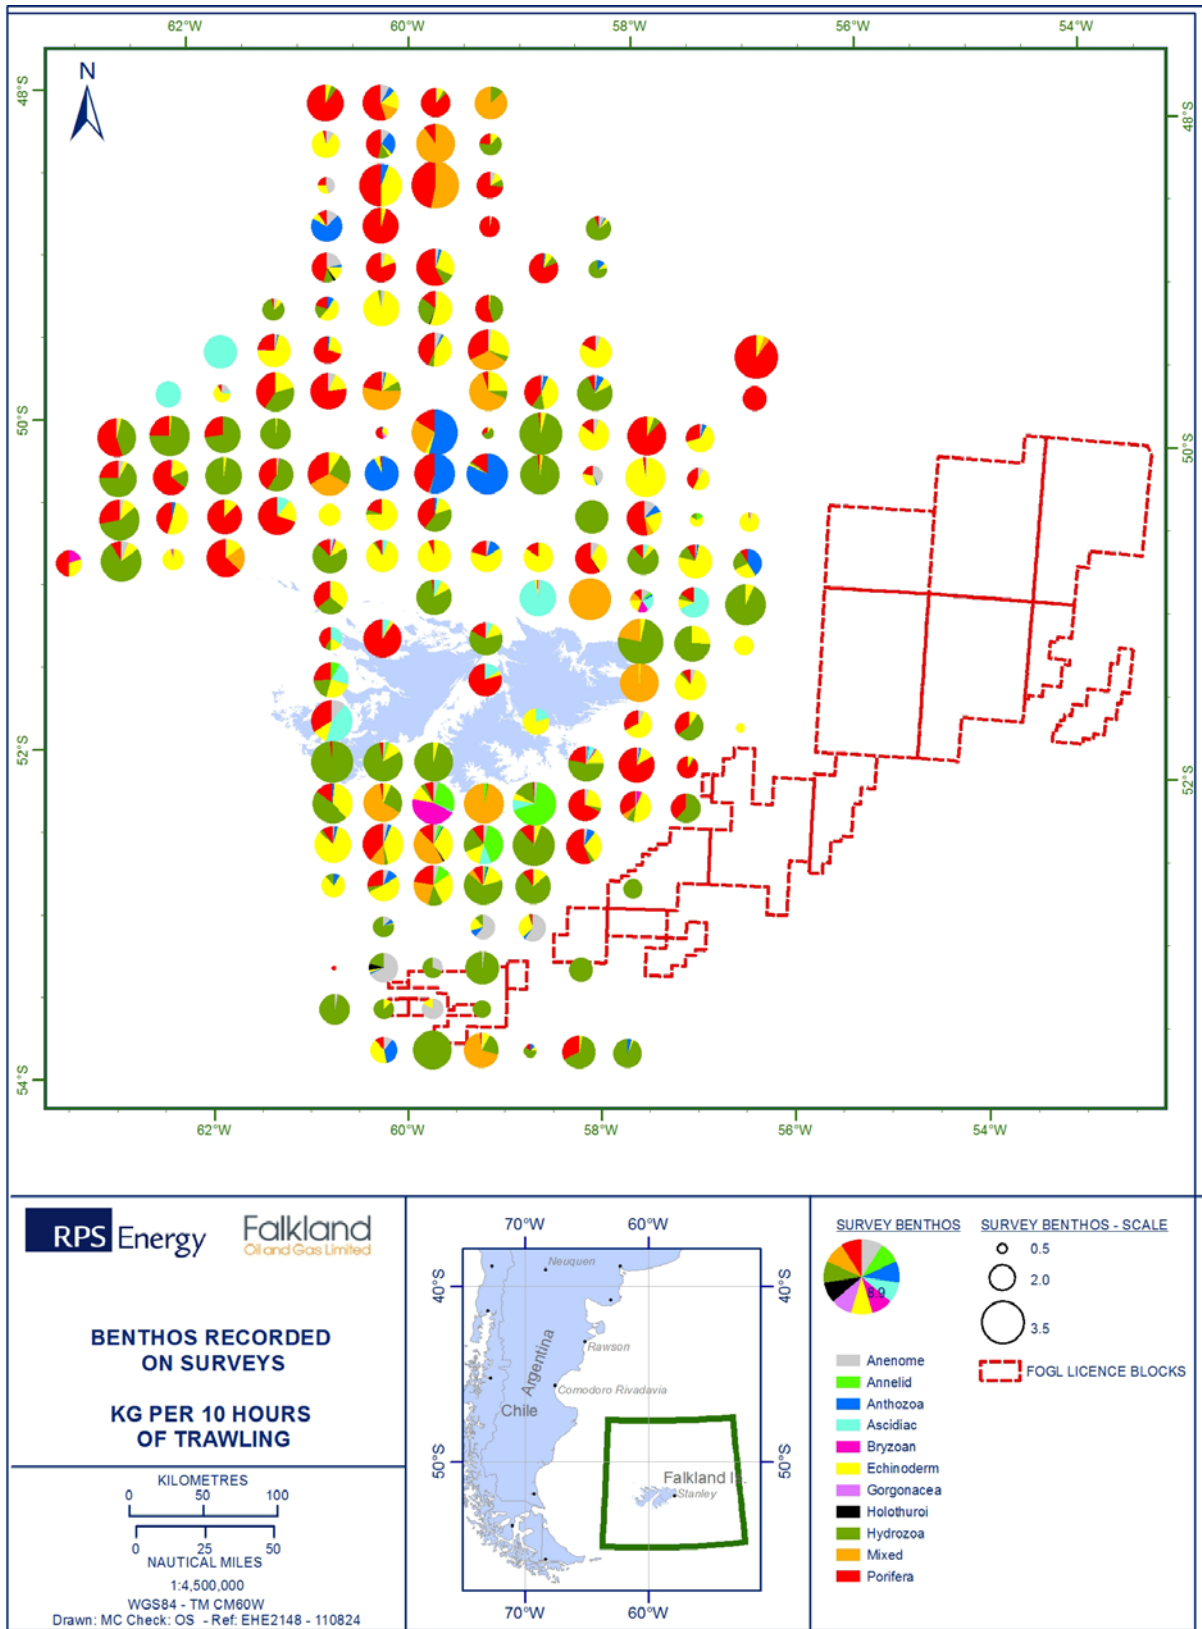 62°W 60°W 58°W 56°W 54°W
N
48°S 48°S
50°S 50°S
52°S 52°S
54°S
62°W 60°W 58°W 56°W 54°W
RPS Energy
Falkland
Oil and Gas Limited
BENTHOS RECORDED
ON SURVEYS
KG PER 10 HOURS
OF TRAWLING
KILOMETRES
0 50 100
0 25 50
NAUTICAL MILES
1:4,500,000
WGS84 - TM CM60W
Drawn: MC Check: OS - Ref: EHE2148 - 110824
70°W 60°W
40°S 40°S
Neuquen
Rawson
Argentina
Comodoro Rivadavia
Chile
50°S 50°S
Falkland Is.
Stanley
70°W 60°W
SURVEY BENTHOS
8.9
Anenome
Annelid
Anthozoa
Ascidiac
Bryzoan
Echinoderm
Gorgonacea
Holothuroi
Hydrozoa
Mixed
Porifera
SURVEY BENTHOS - SCALE
0.5
2.0
3.5
FOGL LICENCE BLOCKS